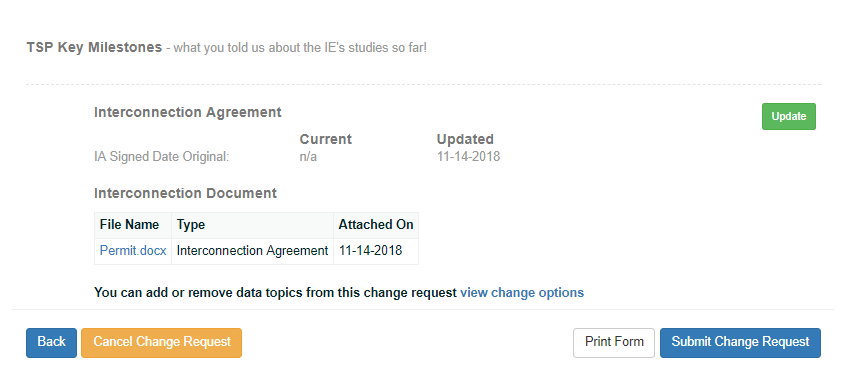 TSP Key Milestones - what you told us about the IE's studies so far!
Interconnection Agreement
Update
Current Updated
IA Signed Date Original: n/a 11-14-2018
Interconnection Document
File Name Type Attached On
Permit.docx Interconnection Agreement 11-14-2018
You can add or remove data topics from this change request view change options
Back Cancel Change Request Print Form Submit Change Request